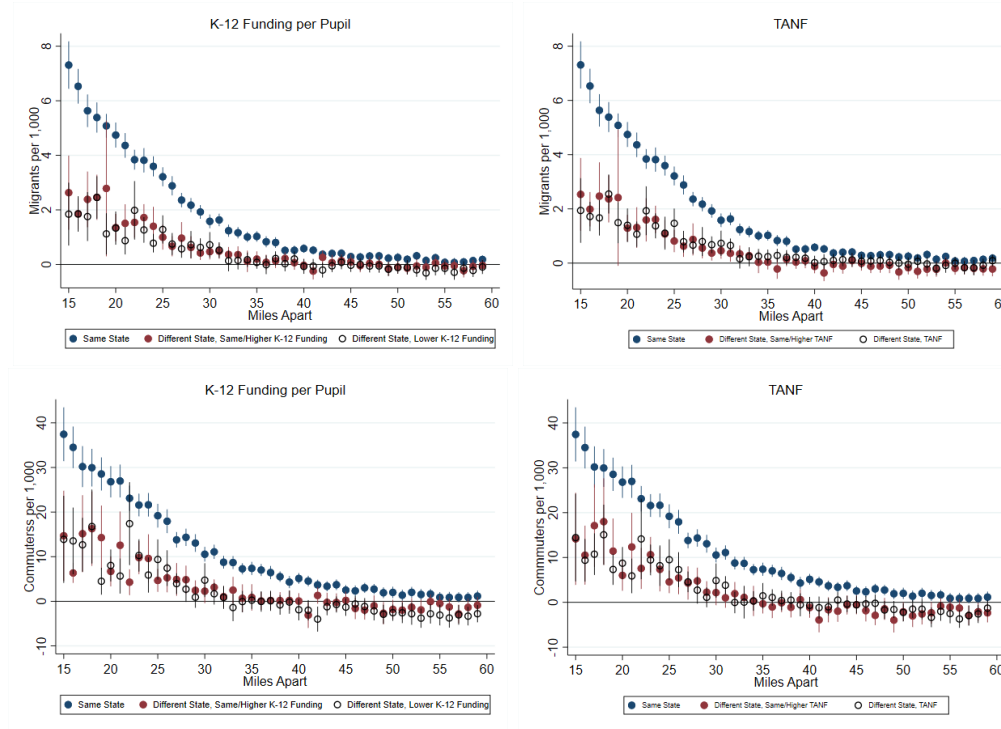 K-12 Funding per Pupil
Migrants per 1,000
8
6
4
2
0
15 20 25 30 35 40 45 50 55 60
Miles Apart
Same State Different State, Same/Higher K-12 Funding Different State, Lower K-12 Funding
TANF
Migrants per 1,000
8
6
4
2
0
15 20 25 30 35 40 45 50 55 60
Miles Apart
Same State Different State, Same/Higher TANF Different State, TANF
K-12 Funding per Pupil
Commuterss per 1,000
40
30
20
10
0
-10
15 20 25 30 35 40 45 50 55 60
Miles Apart
Same State Different State, Same/Higher K-12 Funding Different State, Lower K-12 Funding
TANF
Commuters per 1,000
40
30
20
10
0
-10
15 20 25 30 35 40 45 50 55 60
Miles Apart
Same State Different State, Same/Higher TANF Different State, TANF